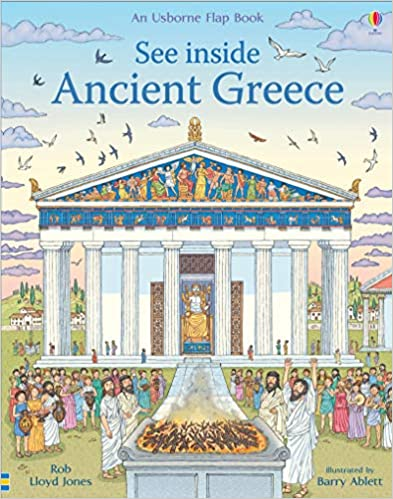 An Usborne Flap Book
See inside
Ancient Greece
Rob
Lloyd Jones
illustrated by
Barry Ablett